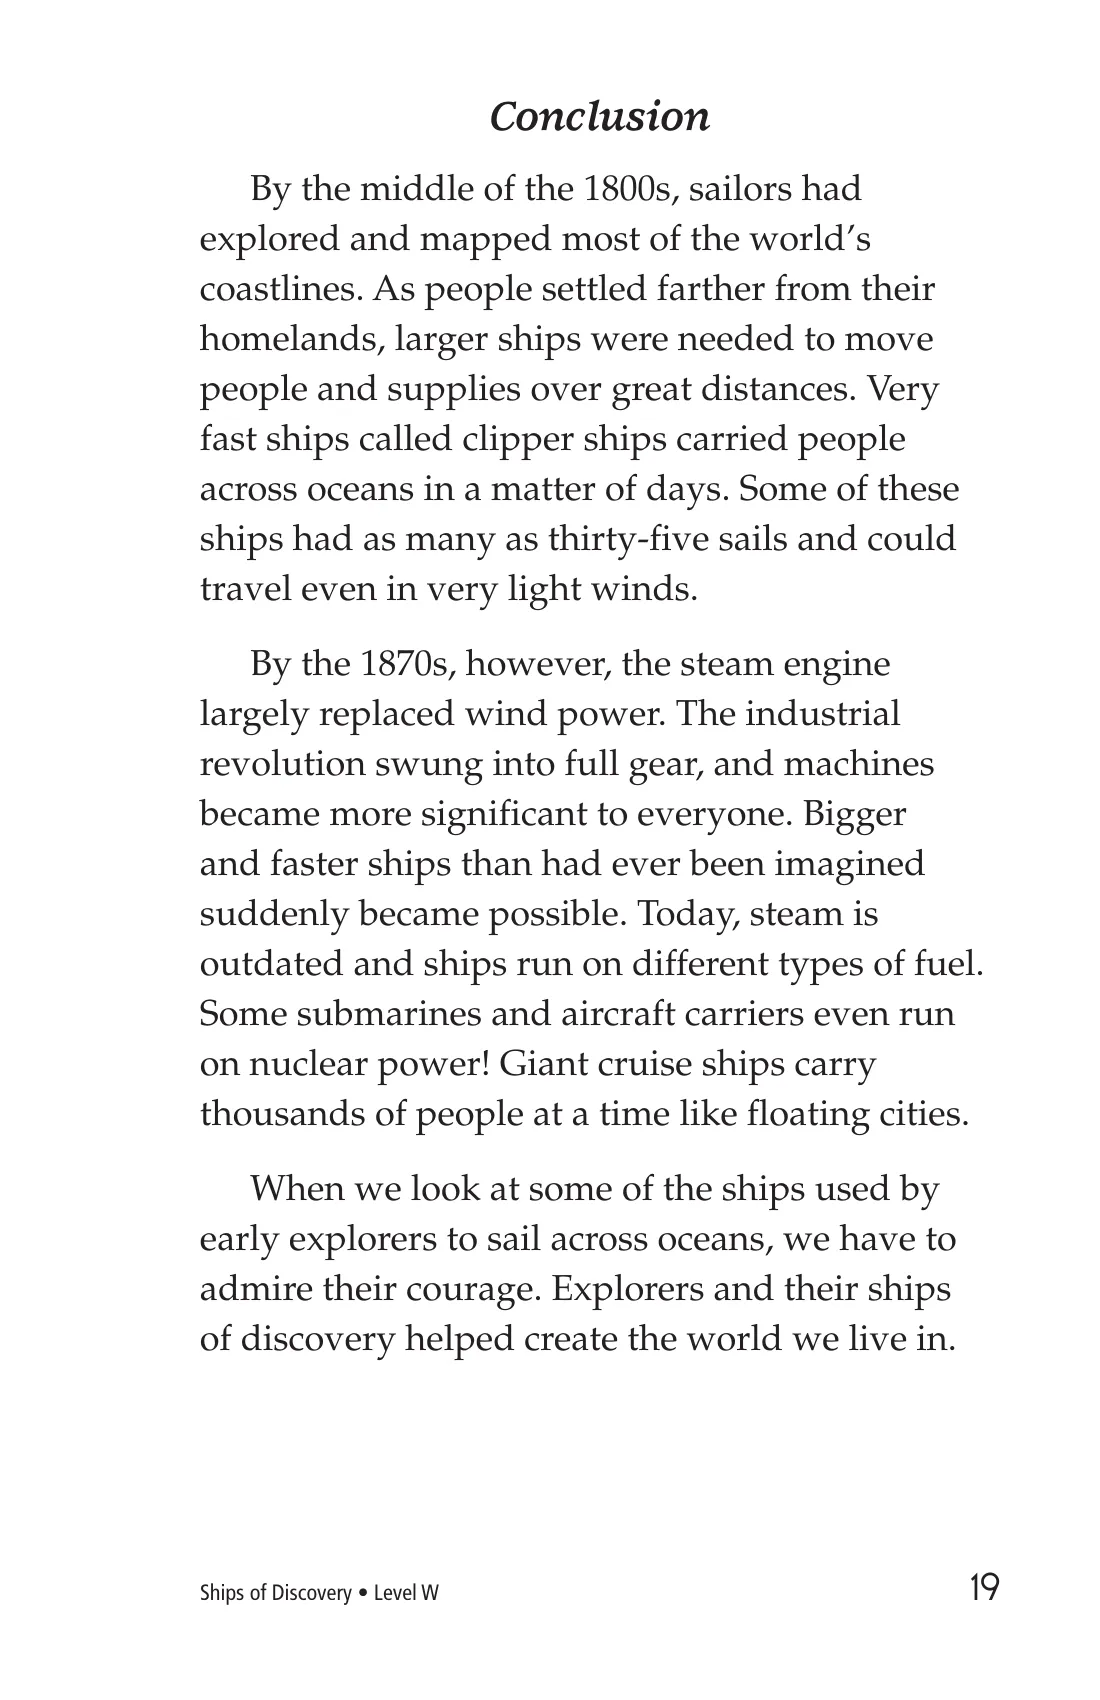 Conclusion
By the middle of the 1800s, sailors had
explored and mapped most of the world’s
coastlines. As people settled farther from their
homelands, larger ships were needed to move
people and supplies over great distances. Very
fast ships called clipper ships carried people
across oceans in a matter of days. Some of these
ships had as many as thirty-five sails and could
travel even in very light winds.
By the 1870s, however, the steam engine
largely replaced wind power. The industrial
revolution swung into full gear, and machines
became more significant to everyone. Bigger
and faster ships than had ever been imagined
suddenly became possible. Today, steam is
outdated and ships run on different types of fuel.
Some submarines and aircraft carriers even run
on nuclear power! Giant cruise ships carry
thousands of people at a time like floating cities.
When we look at some of the ships used by
early explorers to sail across oceans, we have to
admire their courage. Explorers and their ships
of discovery helped create the world we live in.
Ships of Discovery • Level W
19